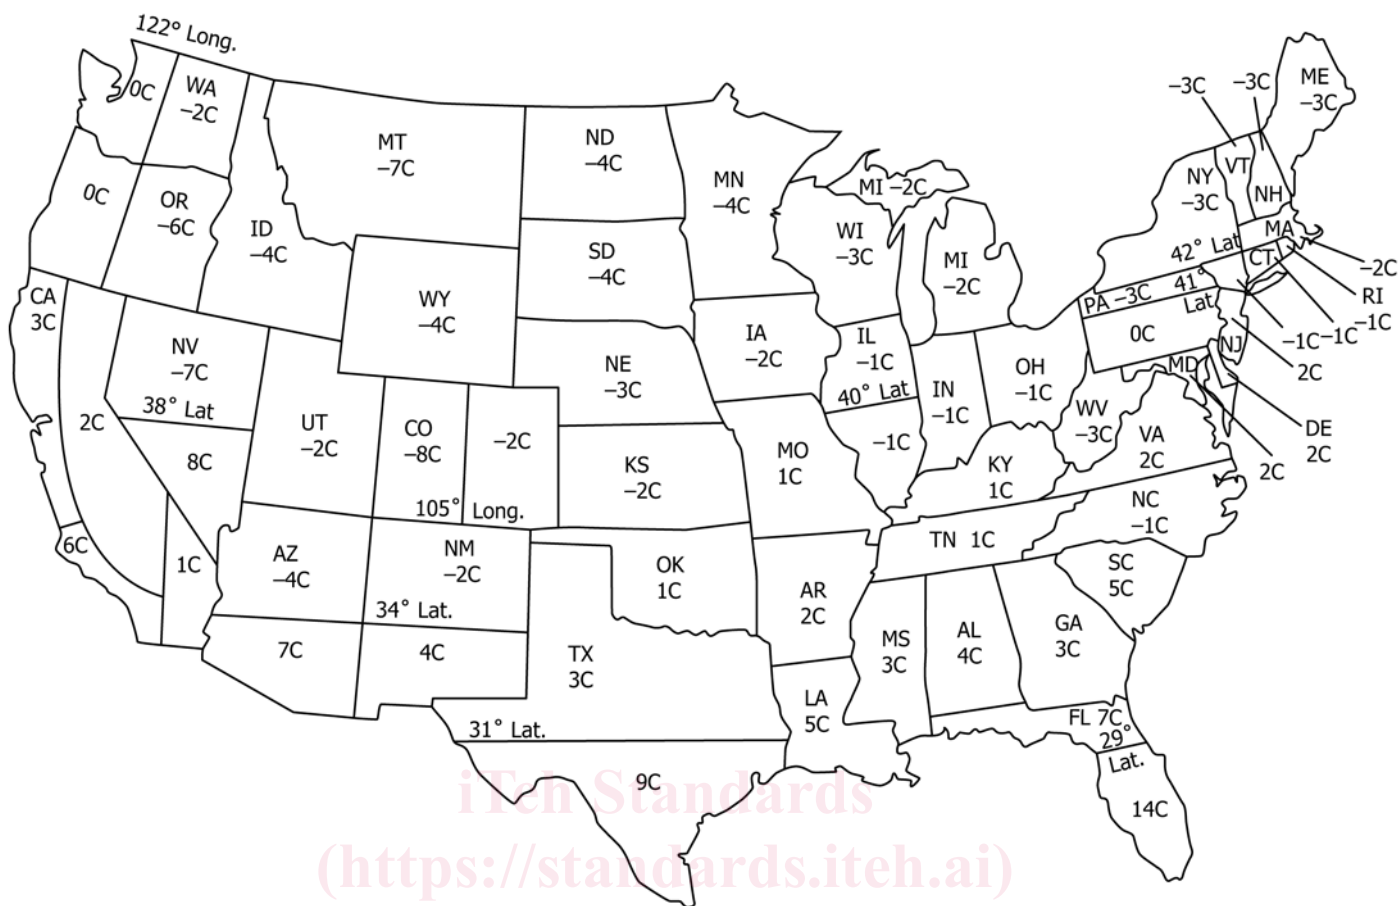 122° Long.
0C
WA
–2C
0C
OR
–6C
ID
–4C
MT
–7C
WY
–4C
ND
–4C
SD
–4C
NE
–3C
KS
–2C
MN
–4C
IA
–2C
MO
1C
WI
–3C
MI –2C
MI
–2C
IL
–1C
40° Lat
–1C
IN
–1C
OH
–1C
KY
1C
WV
–3C
VA
2C
TN 1C
NC
–1C
SC
5C
GA
3C
AL
4C
MS
3C
AR
2C
LA
5C
FL 7C
29°
Lat.
14C
CA
3C
2C
6C
1C
NV
–7C
38° Lat
8C
UT
–2C
CO
–8C
–2C
105° Long.
AZ
–4C
7C
NM
–2C
34° Lat.
4C
OK
1C
TX
3C
31° Lat.
9C
–3C
–3C
ME
–3C
VT
NH
NY
–3C
42° Lat
MA
–2C
CT
RI
–1C
–1C
–1C
PA –3C
41°
Lat
0C
NJ
2C
MD
2C
DE
2C
iTeh Standards
(https://standards.iteh.ai)